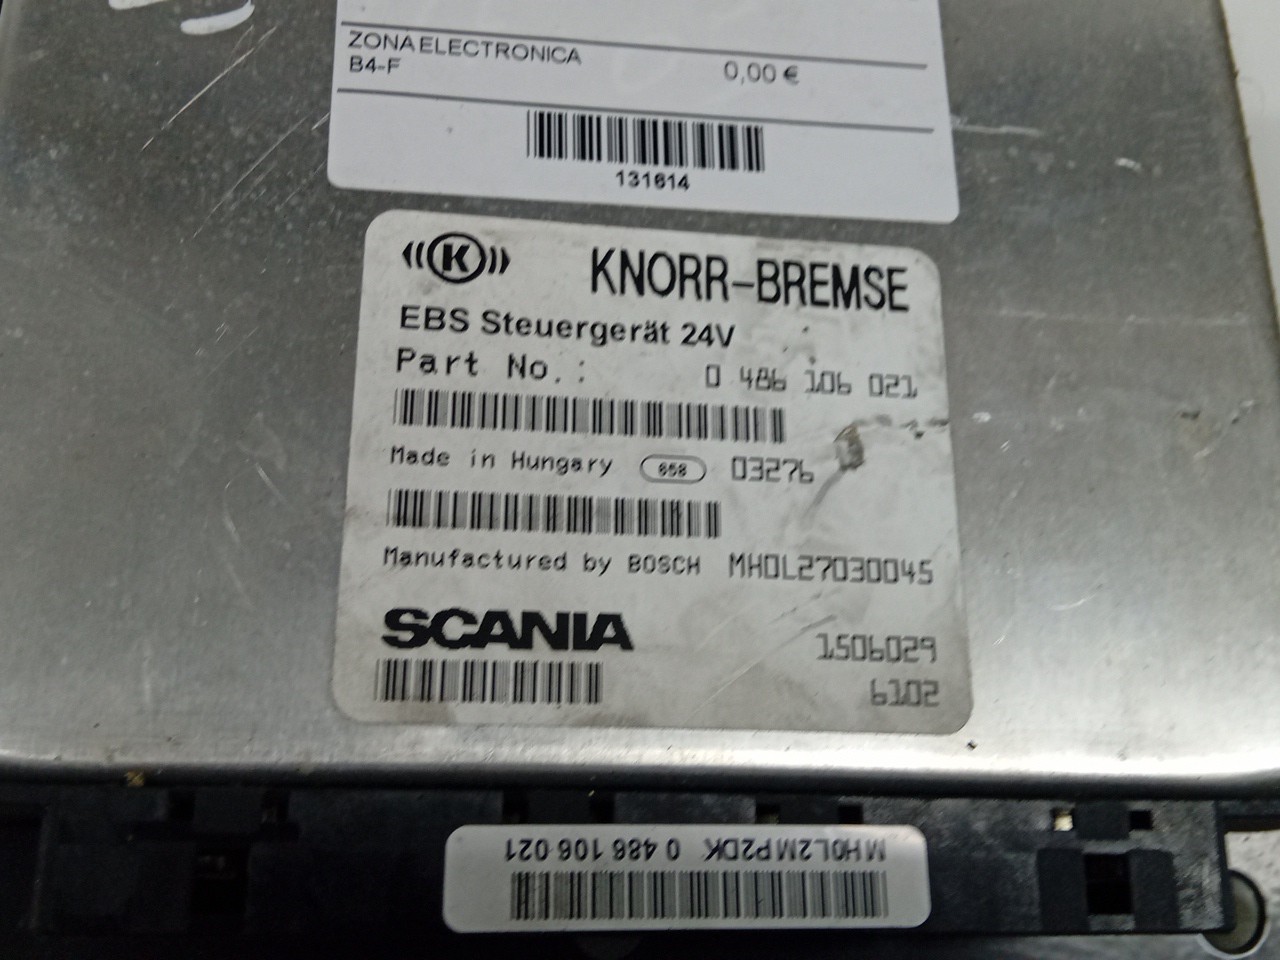 ZONA ELECTRONICA
B4-F 0,00 €
131614
((K)) KNORR-BREMSE
EBS Steuergerät 24V
Part No.: 0 486 106 021
Made in Hungary 658 03276
Manufactured by BOSCH MH0L27030045
SCANIA 1506029
6102
MH0L2MP2DK 0 486 106 021